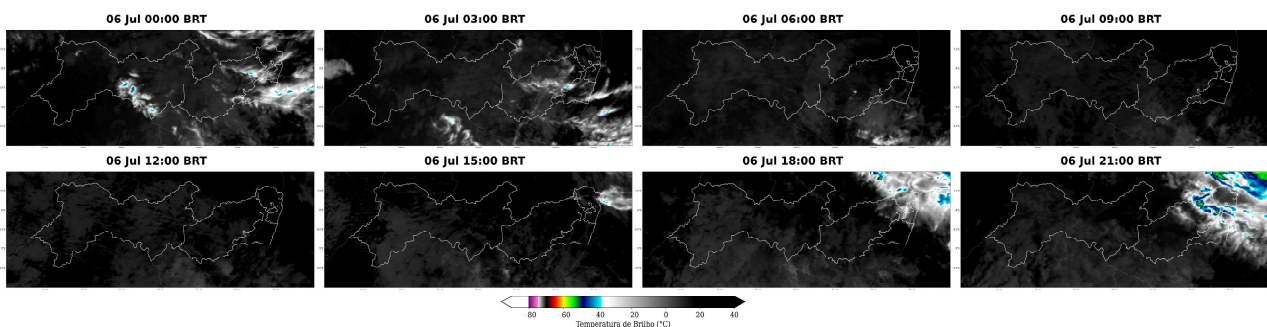 06 Jul 00:00 BRT
06 Jul 03:00 BRT
06 Jul 06:00 BRT
06 Jul 09:00 BRT
06 Jul 12:00 BRT
06 Jul 15:00 BRT
06 Jul 18:00 BRT
06 Jul 21:00 BRT
−80 −60 −40 −20 0 20 40
Temperatura de Brilho (°C)